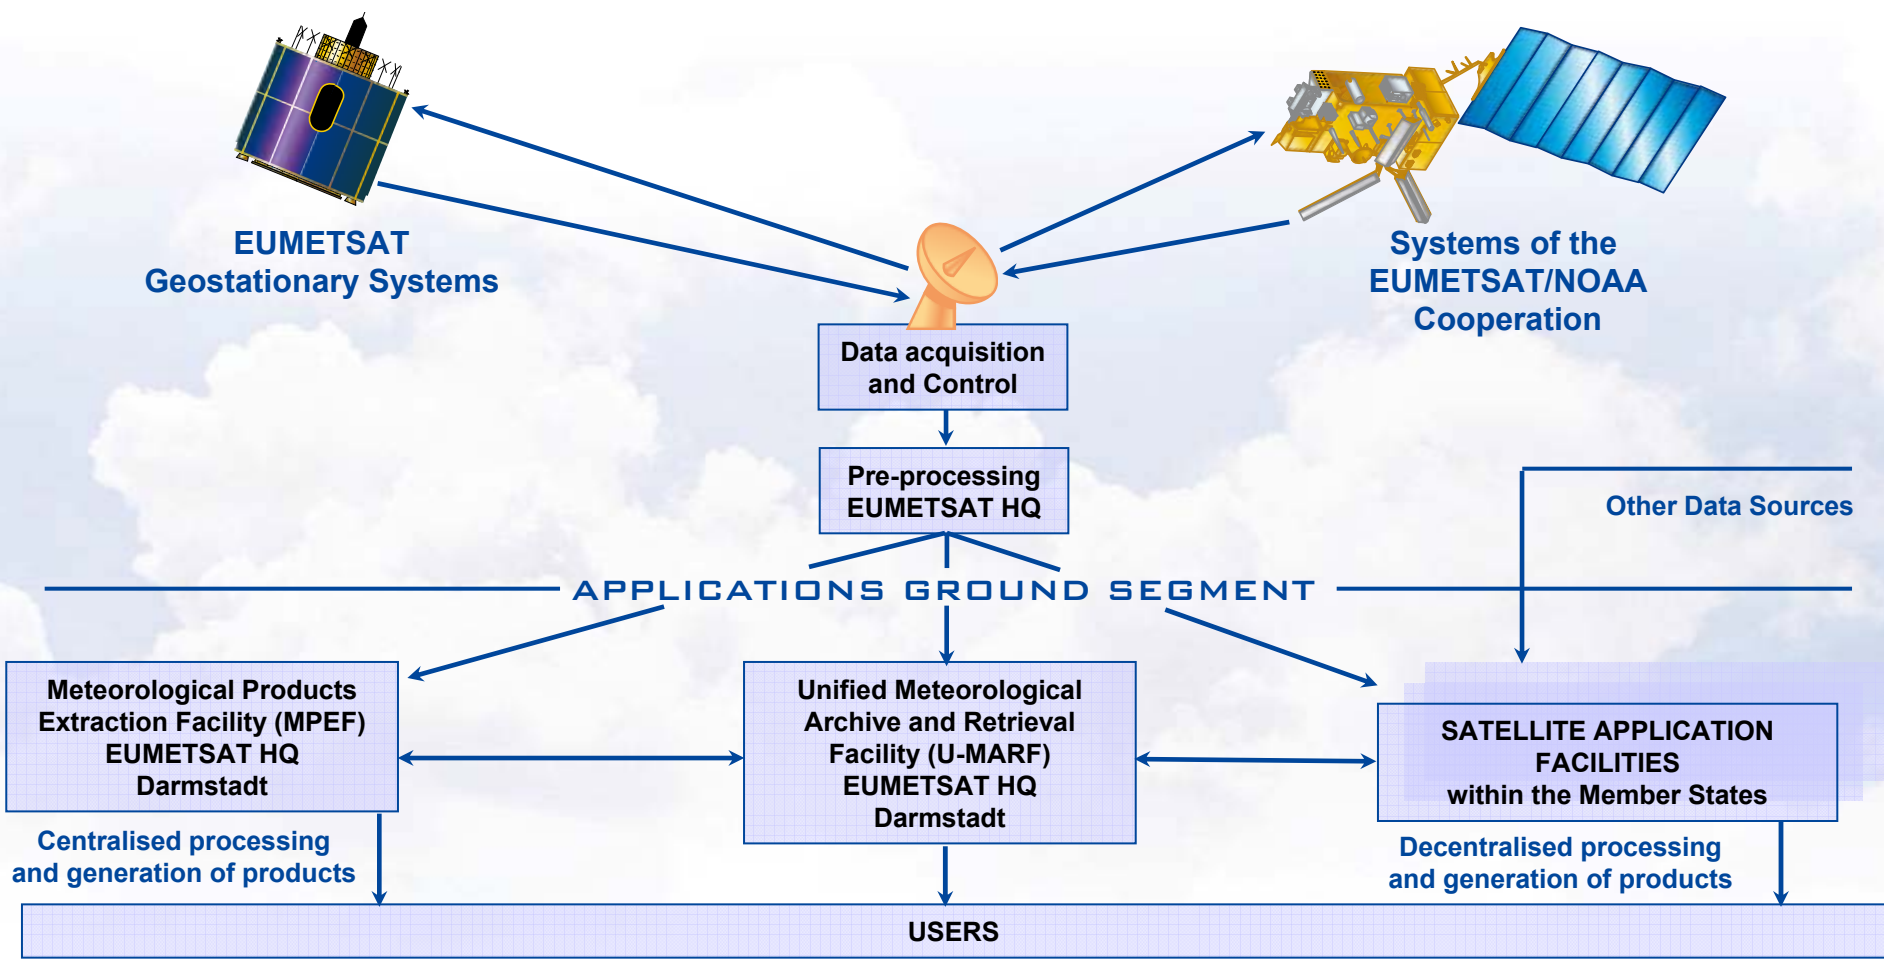 EUMETSAT
Geostationary Systems
Systems of the
EUMETSAT/NOAA
Cooperation
Data acquisition
and Control
Pre-processing
EUMETSAT HQ
Other Data Sources
APPLICATIONS GROUND SEGMENT
Meteorological Products
Extraction Facility (MPEF)
EUMETSAT HQ
Darmstadt
Unified Meteorological
Archive and Retrieval
Facility (U-MARF)
EUMETSAT HQ
Darmstadt
SATELLITE APPLICATION
FACILITIES
within the Member States
Centralised processing
and generation of products
Decentralised processing
and generation of products
USERS